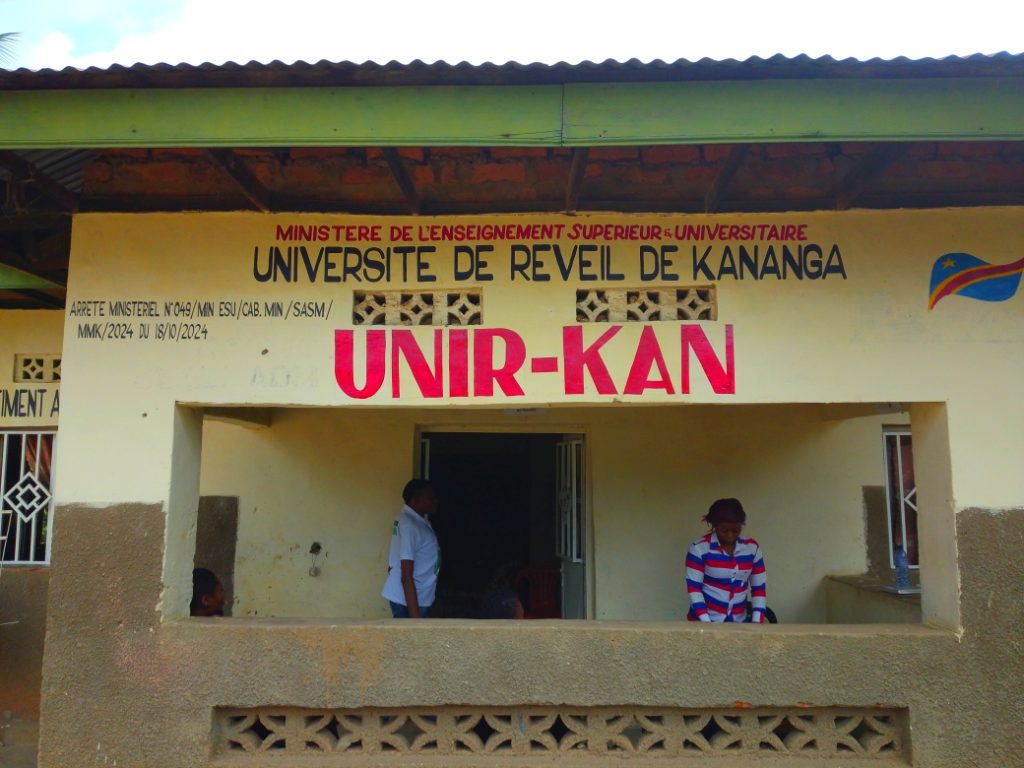 MINISTERE DE L'ENSEIGNEMENT SUPERIEUR & UNIVERSITAIRE
UNIVERSITE DE REVEIL DE KANANGA
ARRETE MINISTERIEL N°049/MIN ESU/CAB. MIN/SASM/
MMK/2024 DU 18/10/2024
UNIR-KAN
TIMENT A